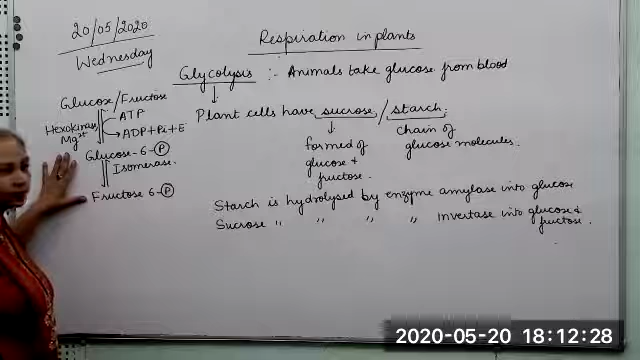 20/05/2020
Wednesday
Respiration in plants
Glycolysis :- Animals take glucose from blood
Glucose/Fructose
Hexokinase
Mg²⁺
ATP
ADP+Pi+E
Glucose-6-P
Isomerase.
Fructose 6-P
Plant cells have sucrose / starch.
formed of
glucose +
fructose.
chain of
glucose molecules.
Starch is hydrolysed by enzyme amylase into glucose
Sucrose " " " " Invertase into glucose &
fructose.
2020-05-20 18:12:28